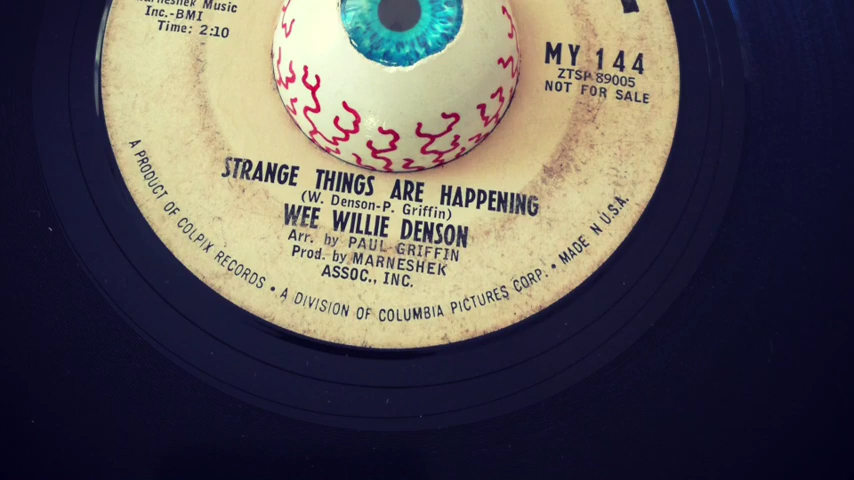 Music
Inc.-BMI
Time: 2:10
MY 144
ZTSP 89005
NOT FOR SALE
STRANGE THINGS ARE HAPPENING
(W. Denson-P. Griffin)
WEE WILLIE DENSON
Arr. by PAUL GRIFFIN
Prod. by MARNESHEK
ASSOC., INC.
A PRODUCT OF COLPIX RECORDS • A DIVISION OF COLUMBIA PICTURES CORP. • MADE IN U.S.A.